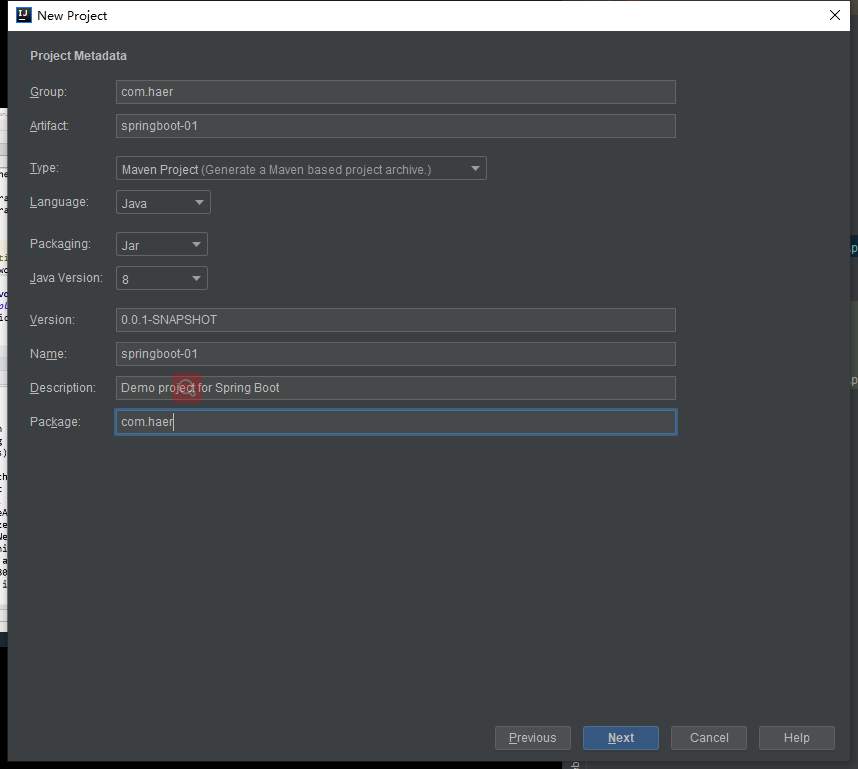 New Project
Project Metadata
Group: com.haer
Artifact: springboot-01
Type: Maven Project (Generate a Maven based project archive.)
Language: Java
Packaging: Jar
Java Version: 8
Version: 0.0.1-SNAPSHOT
Name: springboot-01
Description: Demo project for Spring Boot
Package: com.haer
Previous Next Cancel Help